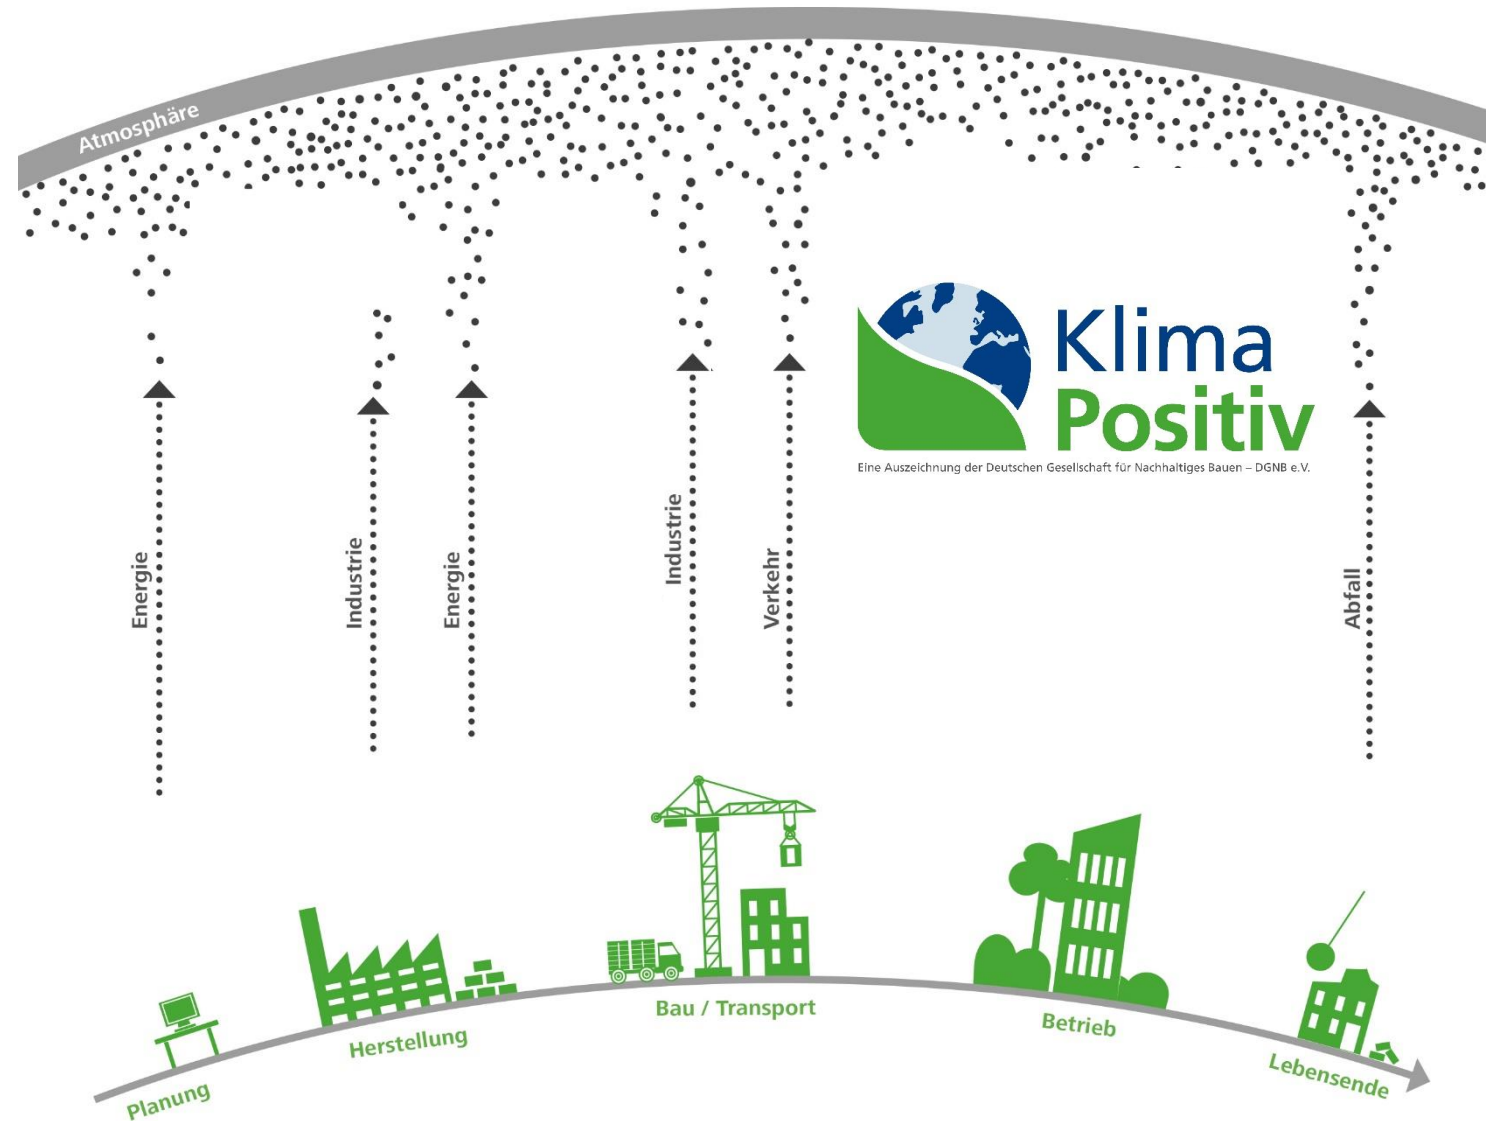 Atmosphäre
Klima
Positiv
Eine Auszeichnung der Deutschen Gesellschaft für Nachhaltiges Bauen – DGNB e.V.
Energie
Industrie
Energie
Industrie
Verkehr
Abfall
Planung
Herstellung
Bau / Transport
Betrieb
Lebensende